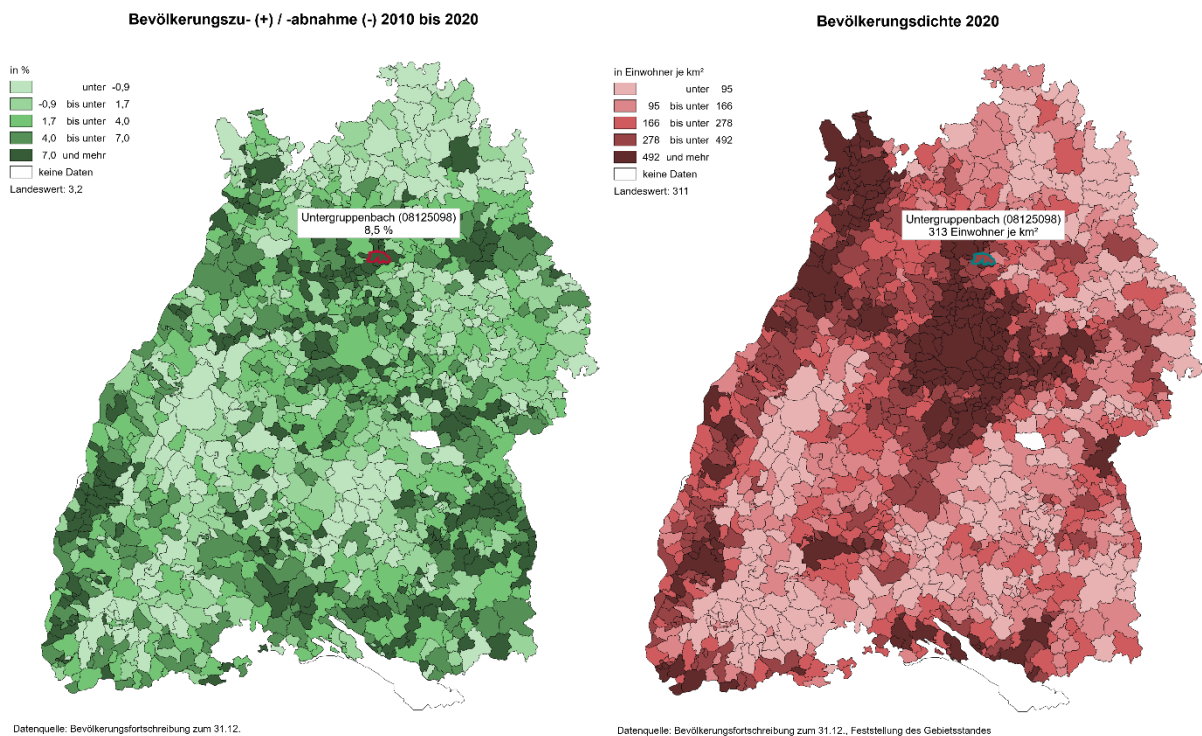 Bevölkerungszu- (+) / -abnahme (-) 2010 bis 2020
in %
unter -0,9
-0,9 bis unter 1,7
1,7 bis unter 4,0
4,0 bis unter 7,0
7,0 und mehr
keine Daten
Landeswert: 3,2
Untergruppenbach (08125098)
8,5 %
Datenquelle: Bevölkerungsfortschreibung zum 31.12.
Bevölkerungsdichte 2020
in Einwohner je km²
unter 95
95 bis unter 166
166 bis unter 278
278 bis unter 492
492 und mehr
keine Daten
Landeswert: 311
Untergruppenbach (08125098)
313 Einwohner je km²
Datenquelle: Bevölkerungsfortschreibung zum 31.12., Feststellung des Gebietsstandes